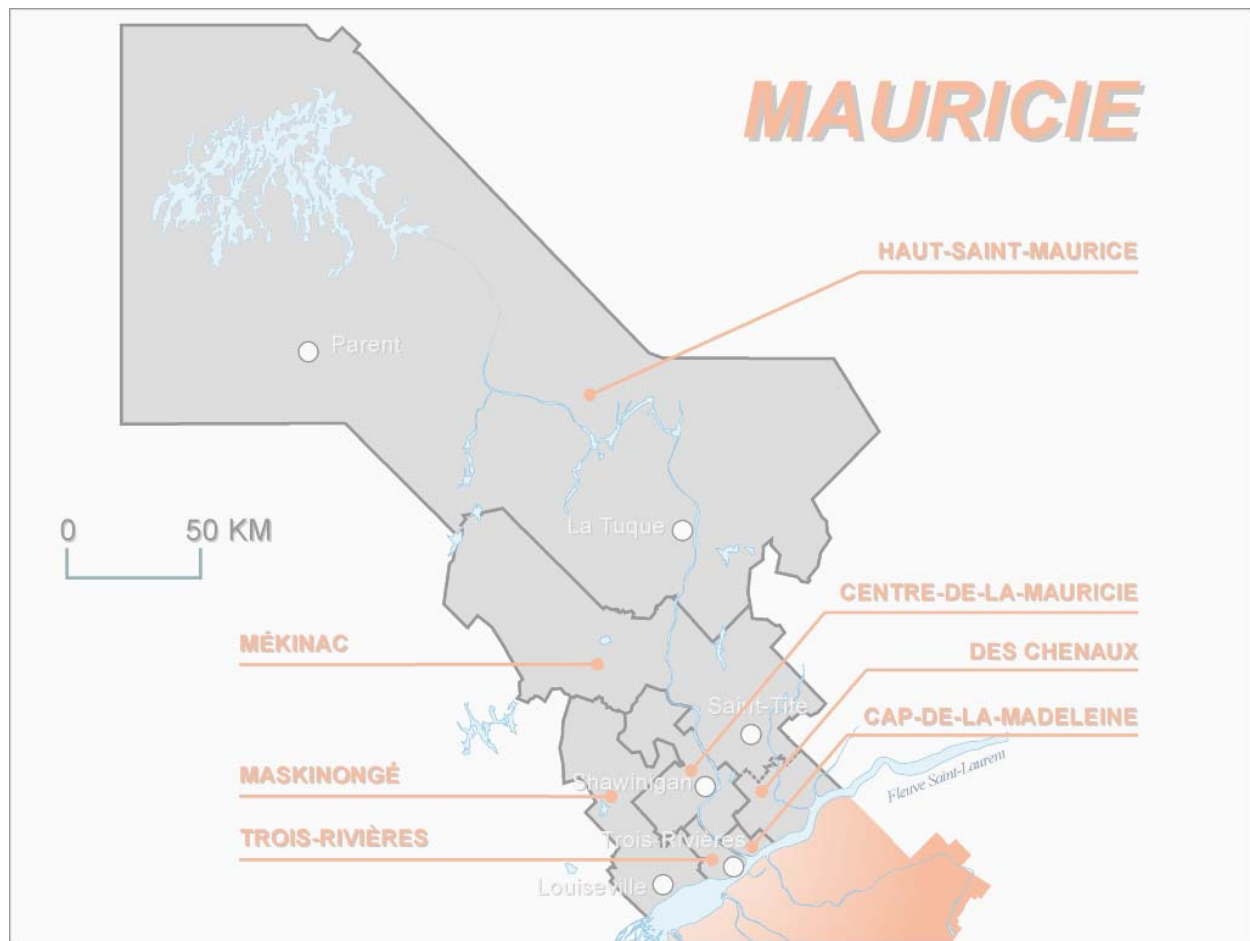 MAURICIE
HAUT-SAINT-MAURICE
Parent
0 50 KM
La Tuque
CENTRE-DE-LA-MAURICIE
MÉKINAC
DES CHENAUX
Saint-Tite
CAP-DE-LA-MADELEINE
MASKINONGÉ
Shawinigan
Fleuve Saint-Laurent
TROIS-RIVIÈRES
Trois-Rivières
Louiseville